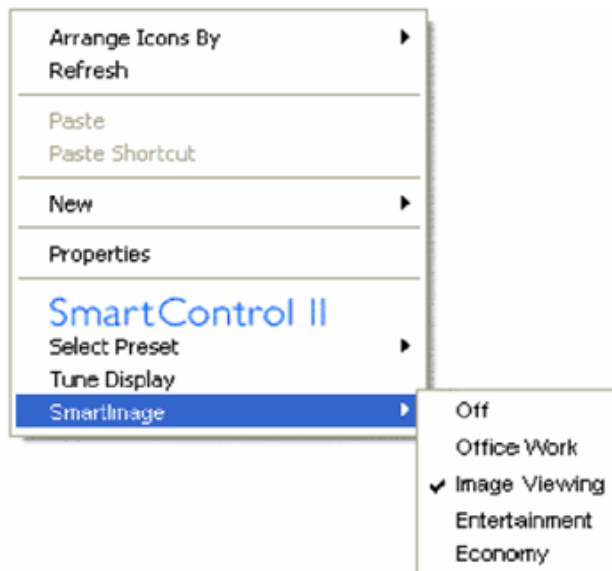 Arrange Icons By
Refresh
Paste
Paste Shortcut
New
Properties
SmartControl II
Select Preset
Tune Display
SmartImage
Off
Office Work
Image Viewing
Entertainment
Economy